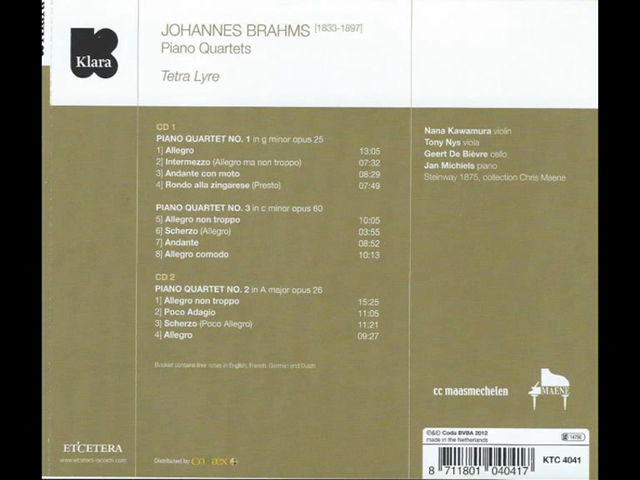 Klara
JOHANNES BRAHMS [1833-1897]
Piano Quartets
Tetra Lyre
CD 1
PIANO QUARTET NO. 1 in g minor opus 25
1] Allegro 13:05
2] Intermezzo (Allegro ma non troppo) 07:32
3] Andante con moto 08:29
4] Rondo alla zingarese (Presto) 07:49
PIANO QUARTET NO. 3 in c minor opus 60
5] Allegro non troppo 10:05
6] Scherzo (Allegro) 03:55
7] Andante 08:52
8] Allegro comodo 10:13
CD 2
PIANO QUARTET NO. 2 in A major opus 26
1] Allegro non troppo 15:25
2] Poco Adagio 11:05
3] Scherzo (Poco Allegro) 11:21
4] Allegro 09:27
Booklet contains liner notes in English, French, German and Dutch
Nana Kawamura violin
Tony Nys viola
Geert De Bièvre cello
Jan Michiels piano
Steinway 1875, collection Chris Maene
cc maasmechelen
MAENE
ET'CETERA
www.etcetera-records.com
Distributed by
℗&© Coda BVBA 2012
made in the Netherlands
KTC 4041
8 711801 040417